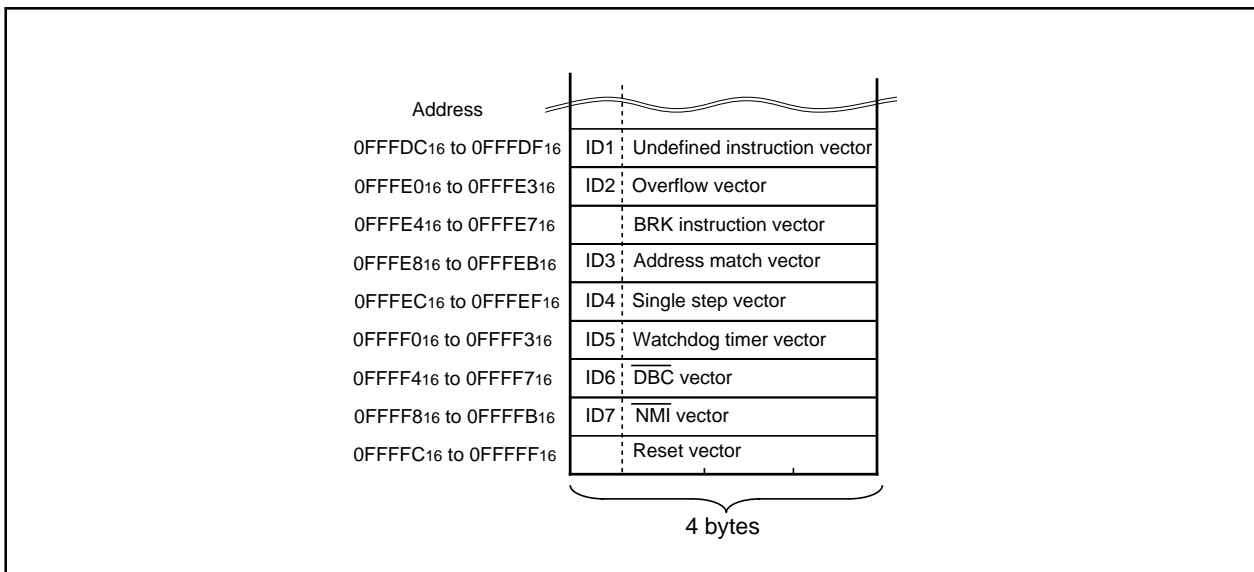 Address
0FFFDC16 to 0FFFDF16 ID1 Undefined instruction vector
0FFFE016 to 0FFFE316 ID2 Overflow vector
0FFFE416 to 0FFFE716 BRK instruction vector
0FFFE816 to 0FFFEB16 ID3 Address match vector
0FFFEC16 to 0FFFEF16 ID4 Single step vector
0FFFF016 to 0FFFF316 ID5 Watchdog timer vector
0FFFF416 to 0FFFF716 ID6 DBC vector
0FFFF816 to 0FFFFB16 ID7 NMI vector
0FFFFC16 to 0FFFFF16 Reset vector
4 bytes